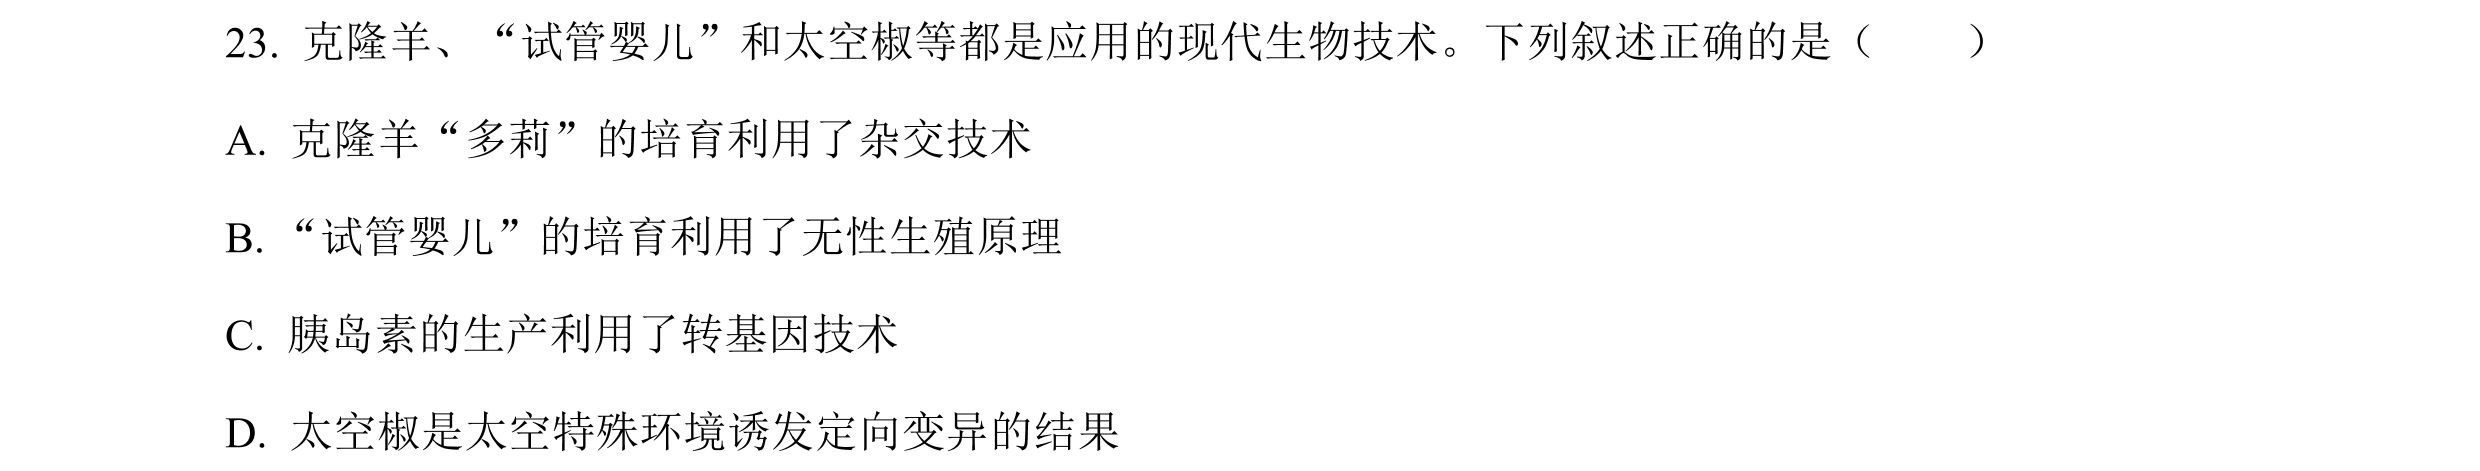 23. 克隆羊、“试管婴儿”和太空椒等都是应用的现代生物技术。下列叙述正确的是（　　）
A. 克隆羊“多莉”的培育利用了杂交技术
B. “试管婴儿”的培育利用了无性生殖原理
C. 胰岛素的生产利用了转基因技术
D. 太空椒是太空特殊环境诱发定向变异的结果